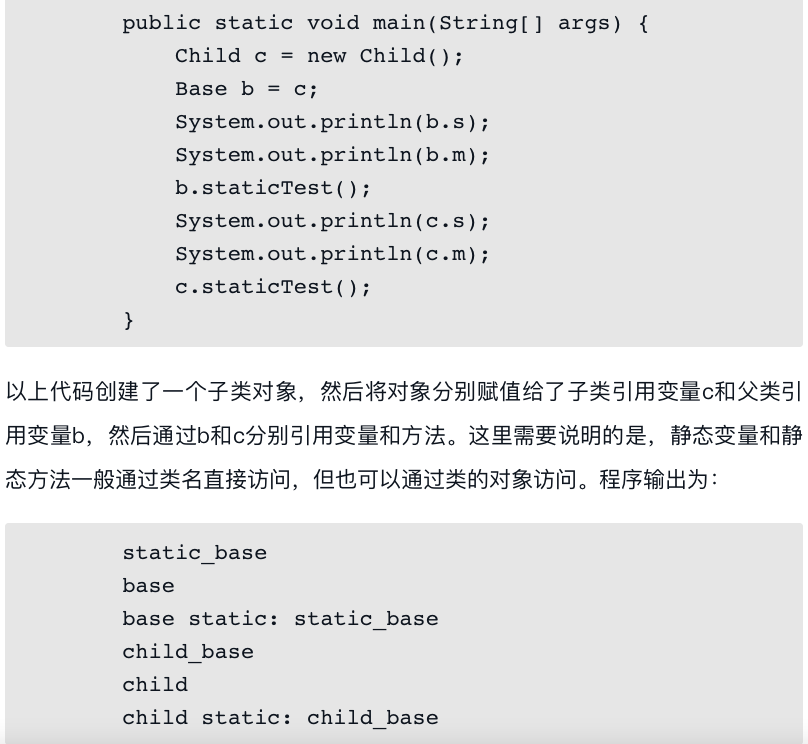 public static void main(String[] args) {
Child c = new Child();
Base b = c;
System.out.println(b.s);
System.out.println(b.m);
b.staticTest();
System.out.println(c.s);
System.out.println(c.m);
c.staticTest();
}
以上代码创建了一个子类对象，然后将对象分别赋值给了子类引用变量c和父类引
用变量b，然后通过b和c分别引用变量和方法。这里需要说明的是，静态变量和静
态方法一般通过类名直接访问，但也可以通过类的对象访问。程序输出为：
static_base
base
base static: static_base
child_base
child
child static: child_base